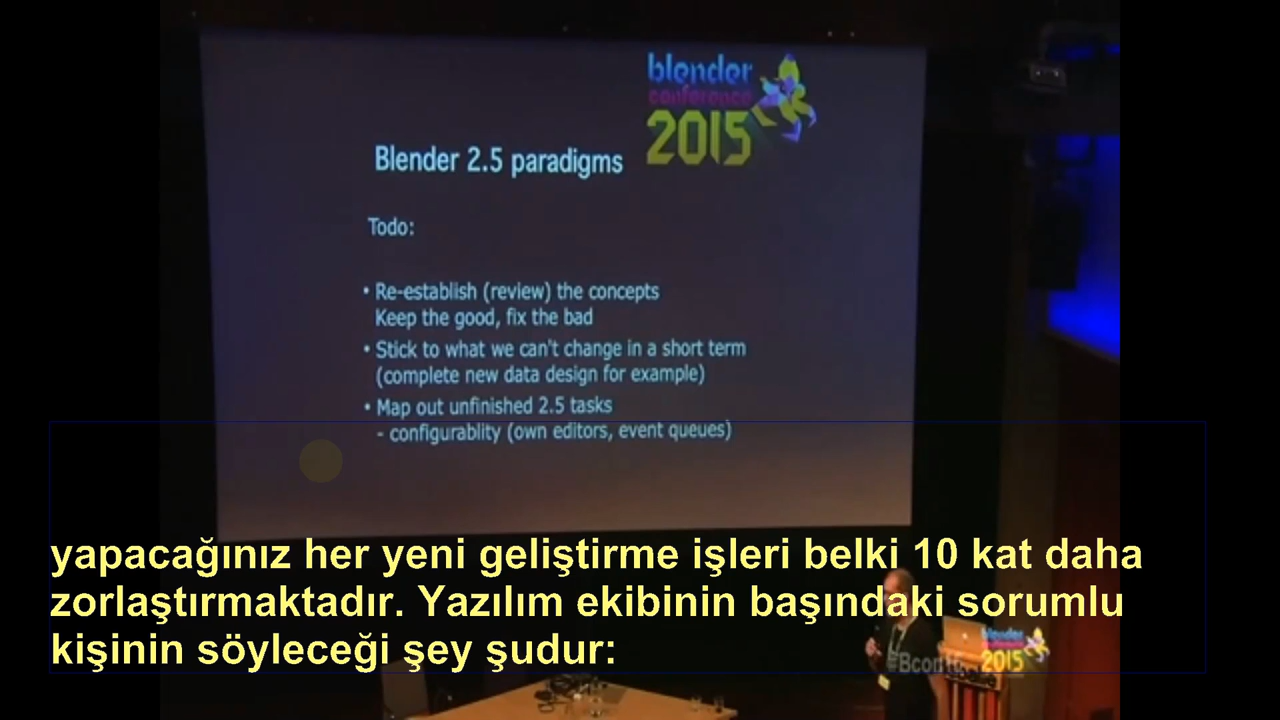 blender
conference
2015
Blender 2.5 paradigms
Todo:
• Re-establish (review) the concepts
Keep the good, fix the bad
• Stick to what we can't change in a short term
(complete new data design for example)
• Map out unfinished 2.5 tasks
- configurablity (own editors, event queues)
yapacağınız her yeni geliştirme işleri belki 10 kat daha
zorlaştırmaktadır. Yazılım ekibinin başındaki sorumlu
kişinin söyleceği şey şudur:
blender
2015